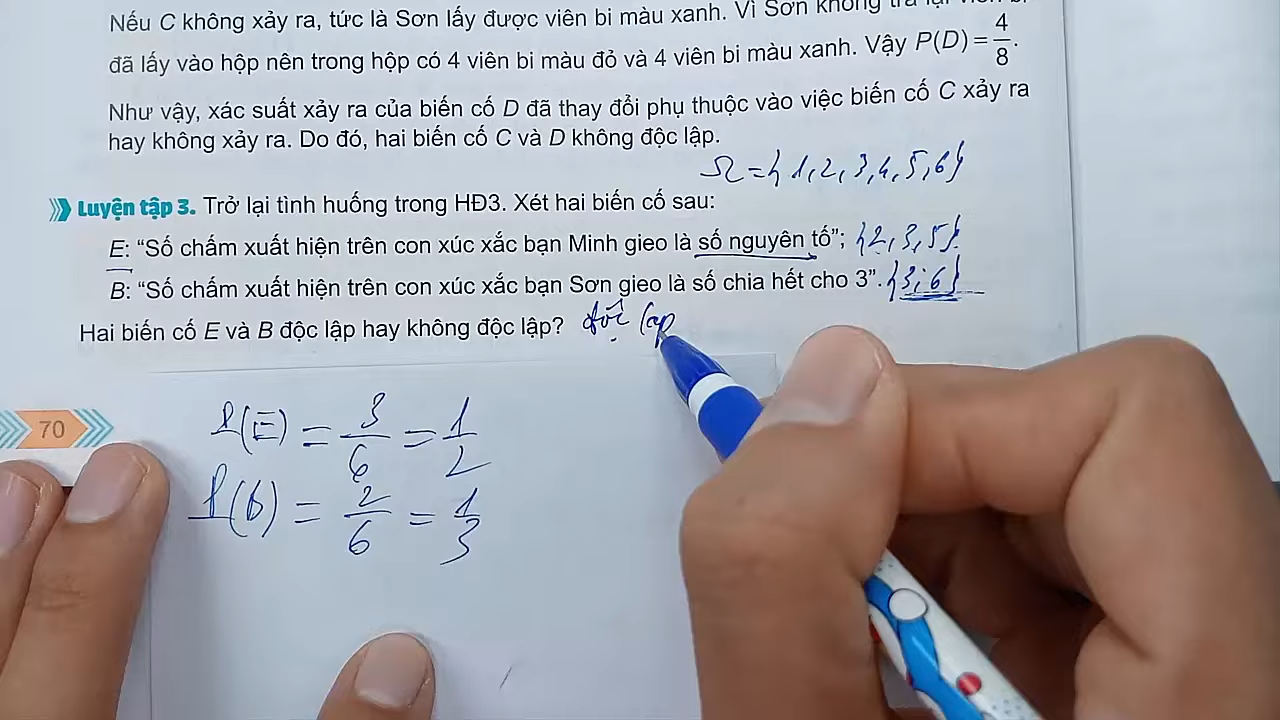 Nếu C không xảy ra, tức là Sơn lấy được viên bi màu xanh. Vì Sơn không trả lại viên bi
đã lấy vào hộp nên trong hộp có 4 viên bi màu đỏ và 4 viên bi màu xanh. Vậy P(D) = 4/8.
Như vậy, xác suất xảy ra của biến cố D đã thay đổi phụ thuộc vào việc biến cố C xảy ra
hay không xảy ra. Do đó, hai biến cố C và D không độc lập.
Ω = {1, 2, 3, 4, 5, 6}
Luyện tập 3. Trở lại tình huống trong HĐ3. Xét hai biến cố sau:
E: “Số chấm xuất hiện trên con xúc xắc bạn Minh gieo là số nguyên tố”; {2, 3, 5}
B: “Số chấm xuất hiện trên con xúc xắc bạn Sơn gieo là số chia hết cho 3”. {3; 6}
Hai biến cố E và B độc lập hay không độc lập? độc lập
P(E) = 3/6 = 1/2
70
P(B) = 2/6 = 1/3